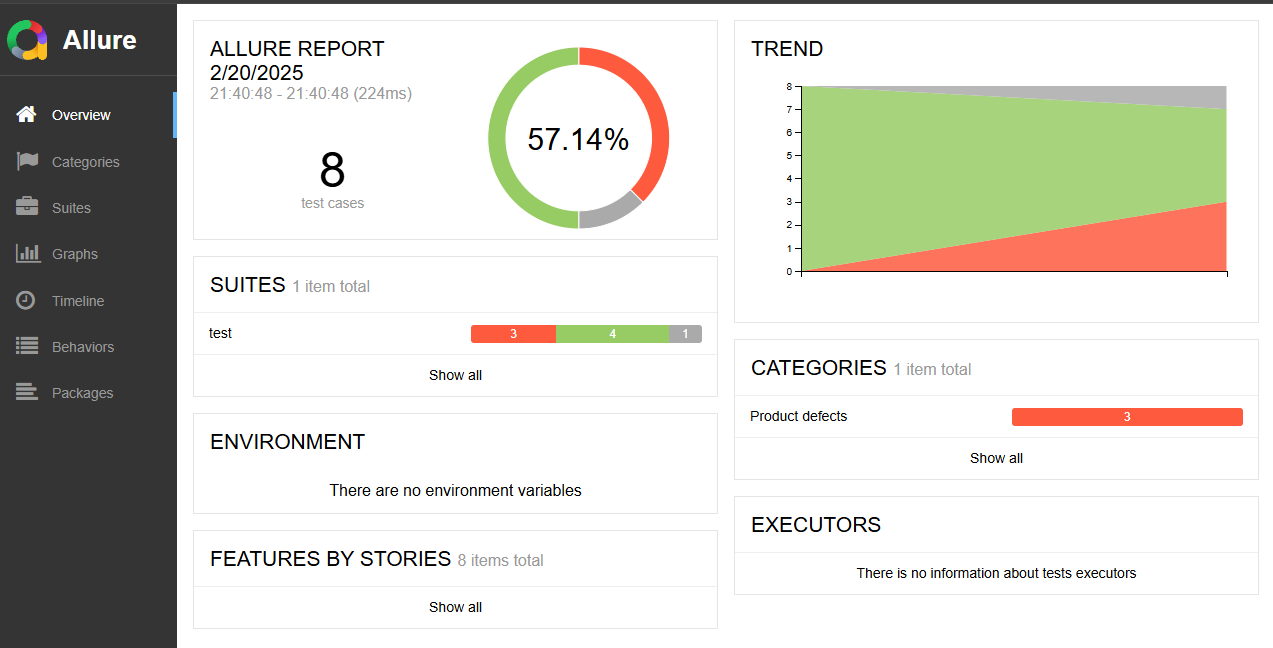 Allure
Overview
Categories
Suites
Graphs
Timeline
Behaviors
Packages
ALLURE REPORT
2/20/2025
21:40:48 - 21:40:48 (224ms)
8
test cases
57.14%
SUITES 1 item total
test 3 4 1
Show all
ENVIRONMENT
There are no environment variables
FEATURES BY STORIES 8 items total
Show all
TREND
8
7
6
5
4
3
2
1
0
CATEGORIES 1 item total
Product defects 3
Show all
EXECUTORS
There is no information about tests executors